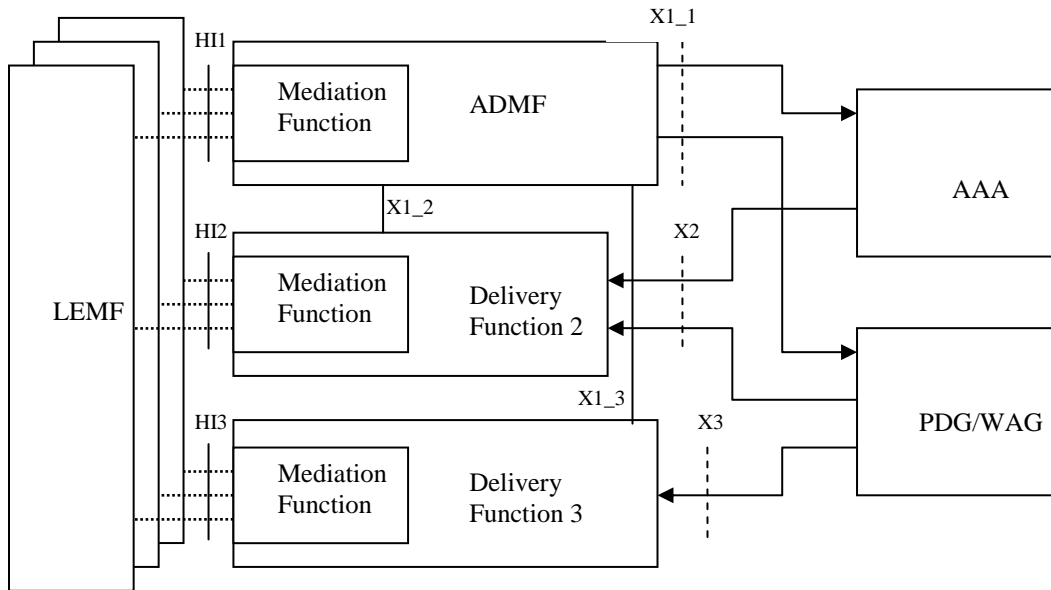 X1_1
HI1
Mediation
Function
ADMF
AAA
X1_2
HI2
X2
Mediation
Function
Delivery
Function 2
LEMF
X1_3
HI3
X3
PDG/WAG
Mediation
Function
Delivery
Function 3